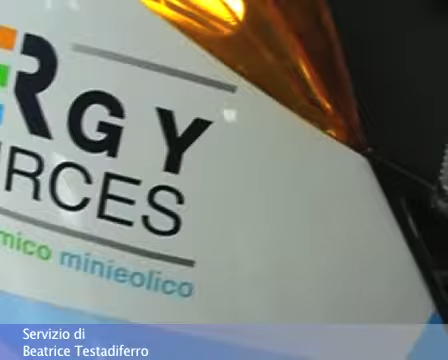 RGY
RCES
mico minieolico
Servizio di
Beatrice Testadiferro